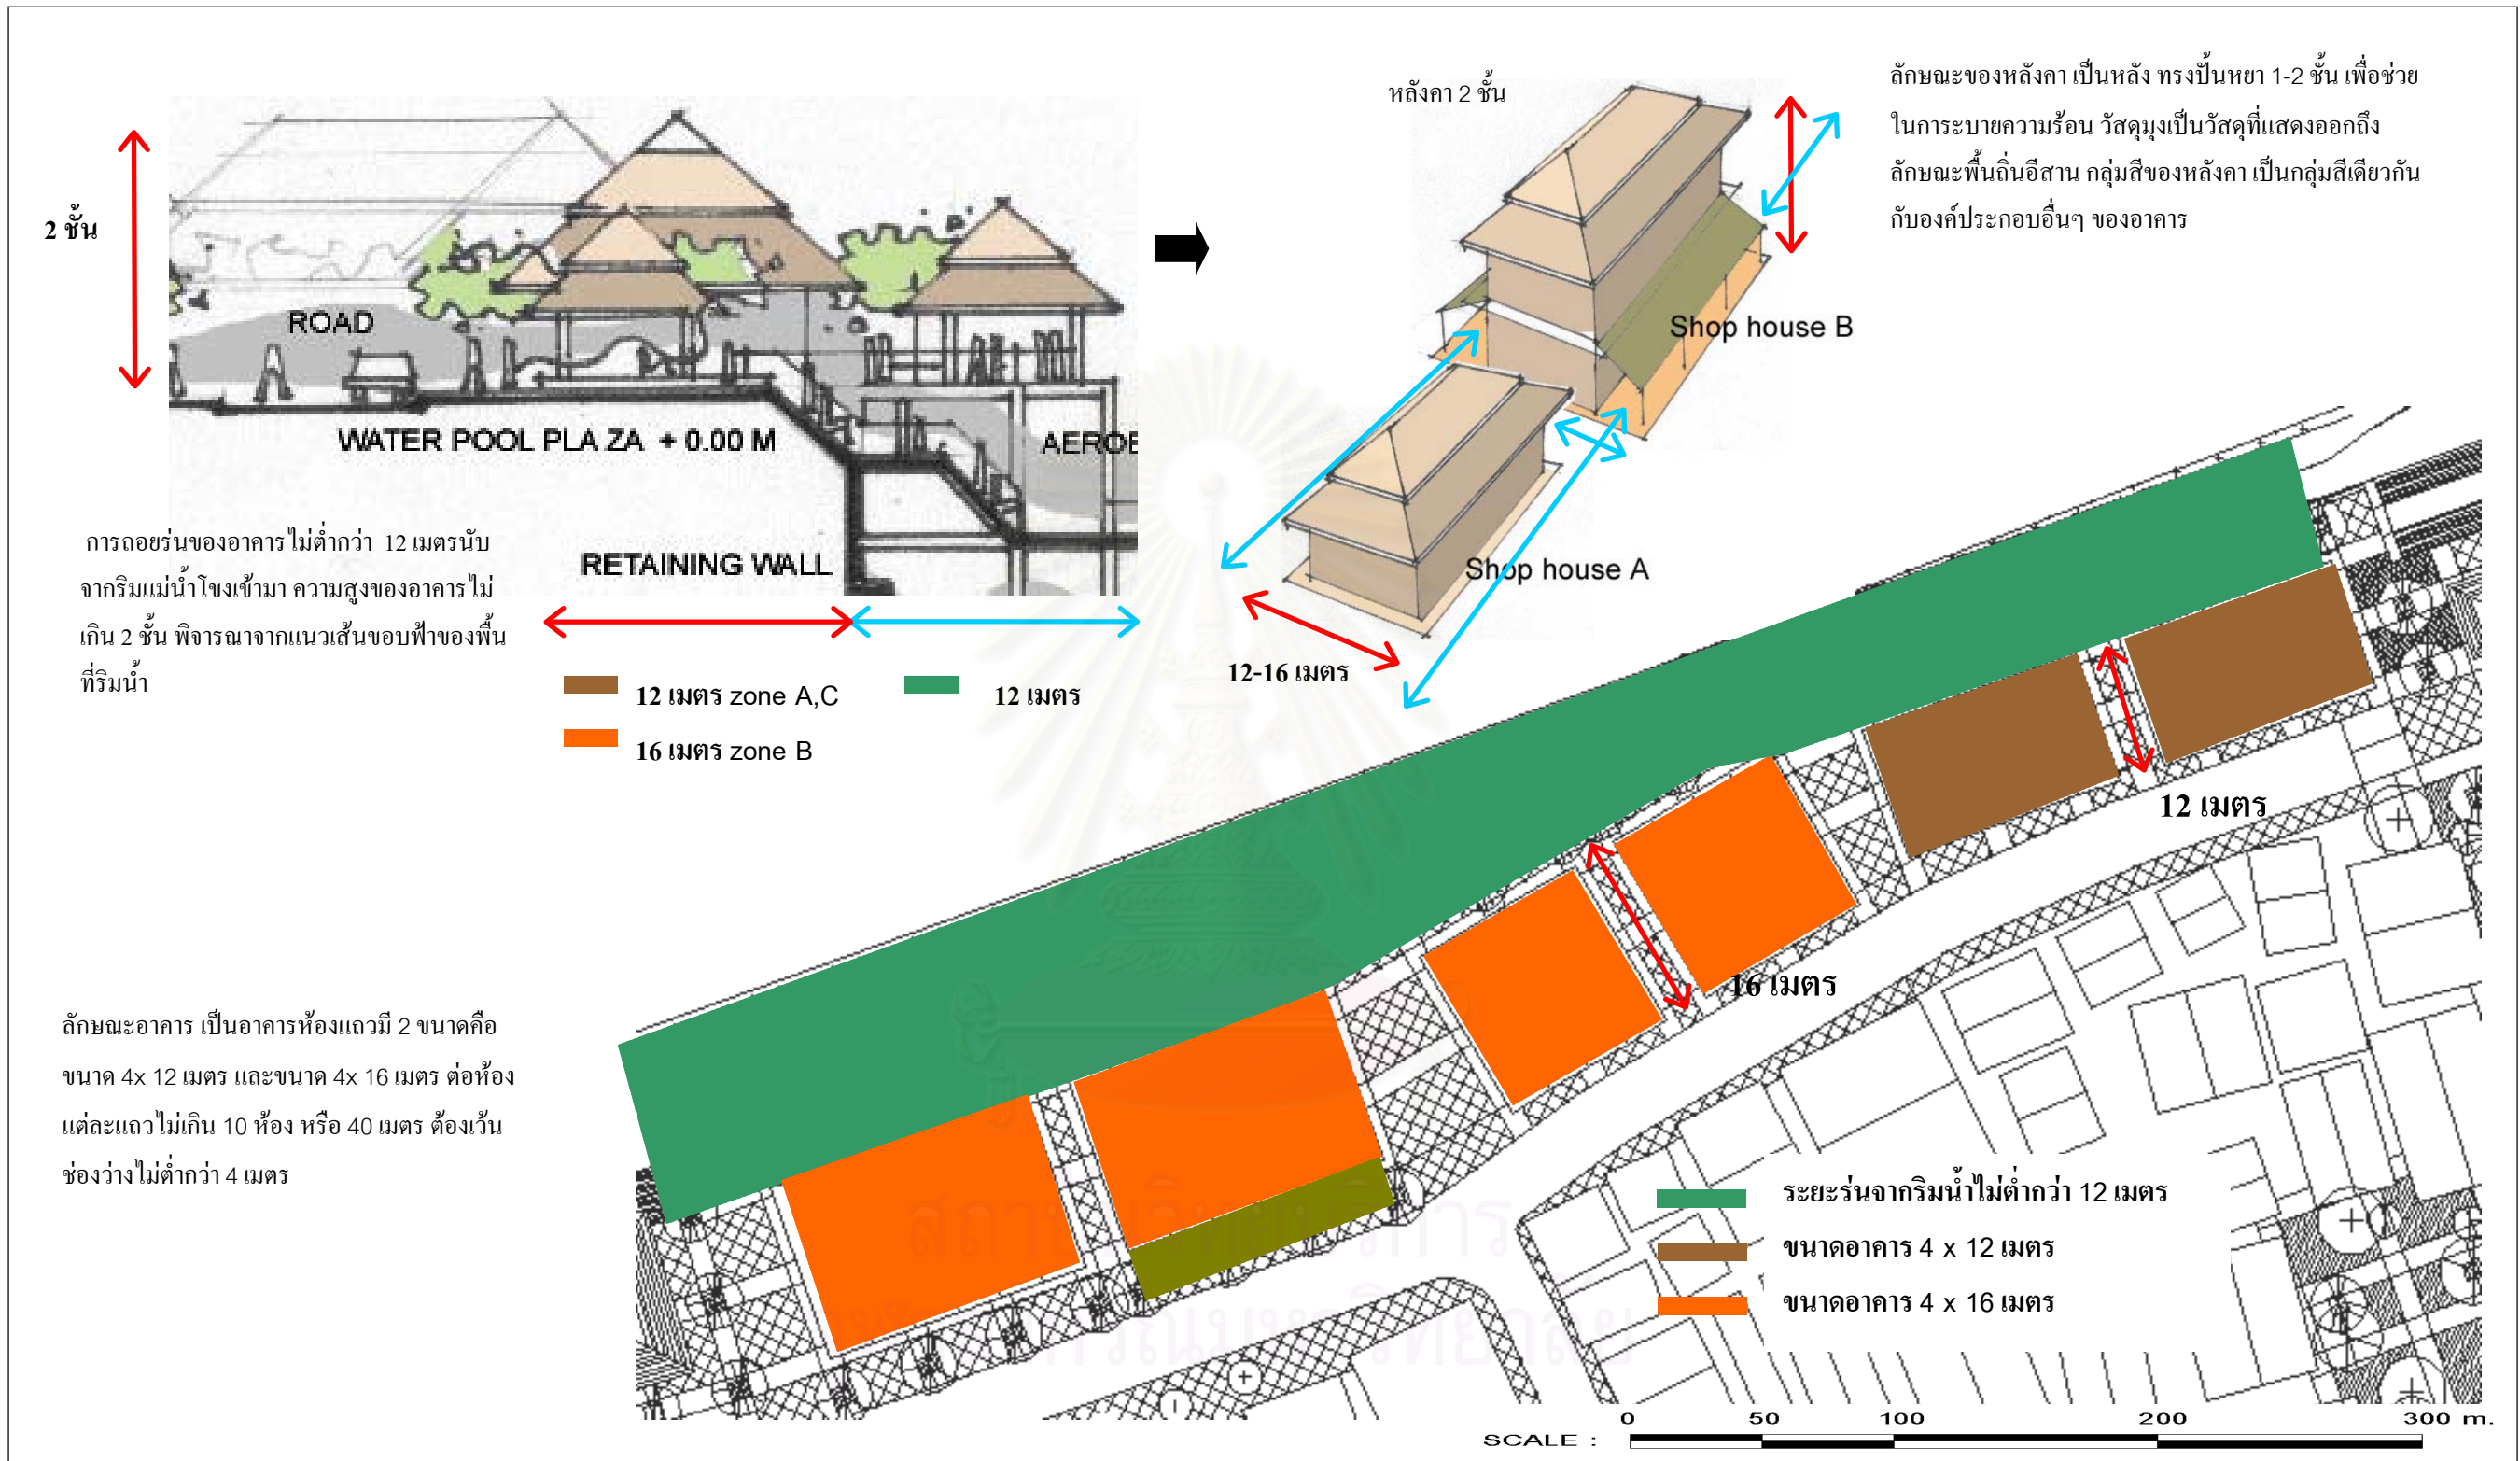 หลังคา 2 ชั้น
ลักษณะของหลังคา เป็นหลัง ทรงปั้นหยา 1-2 ชั้น เพื่อช่วย
ในการะบายความร้อน วัสดุมุงเป็นวัสดุที่แสดงออกถึง
ลักษณะพื้นถิ่นอีสาน กลุ่มสีของหลังคา เป็นกลุ่มสีเดียวกัน
กับองค์ประกอบอื่นๆ ของอาคาร
2 ชั้น
ROAD
Shop house B
WATER POOL PLA ZA + 0.00 M
AEROE
การถอยร่นของอาคารไม่ต่ำกว่า 12 เมตรนับ
จากริมแม่น้ำโขงเข้ามา ความสูงของอาคารไม่
เกิน 2 ชั้น พิจารณาจากแนวเส้นขอบฟ้าของพื้น
ที่ริมน้ำ
RETAINING WALL
Shop house A
12-16 เมตร
12 เมตร zone A,C
12 เมตร
16 เมตร zone B
12 เมตร
16 เมตร
ลักษณะอาคาร เป็นอาคารห้องแถวมี 2 ขนาดคือ
ขนาด 4x 12 เมตร และขนาด 4x 16 เมตร ต่อห้อง
แต่ละแถวไม่เกิน 10 ห้อง หรือ 40 เมตร ต้องเว้น
ช่องว่างไม่ต่ำกว่า 4 เมตร
ระยะร่นจากริมน้ำไม่ต่ำกว่า 12 เมตร
ขนาดอาคาร 4 x 12 เมตร
ขนาดอาคาร 4 x 16 เมตร
0 50 100 200 300 m.
SCALE :